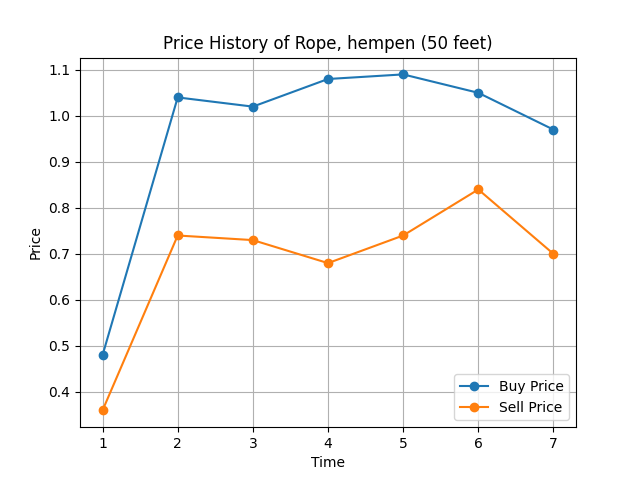 Price History of Rope, hempen (50 feet)
1.1
1.0
0.9
0.8
0.7
0.6
0.5
0.4
Price
Buy Price
Sell Price
1 2 3 4 5 6 7
Time